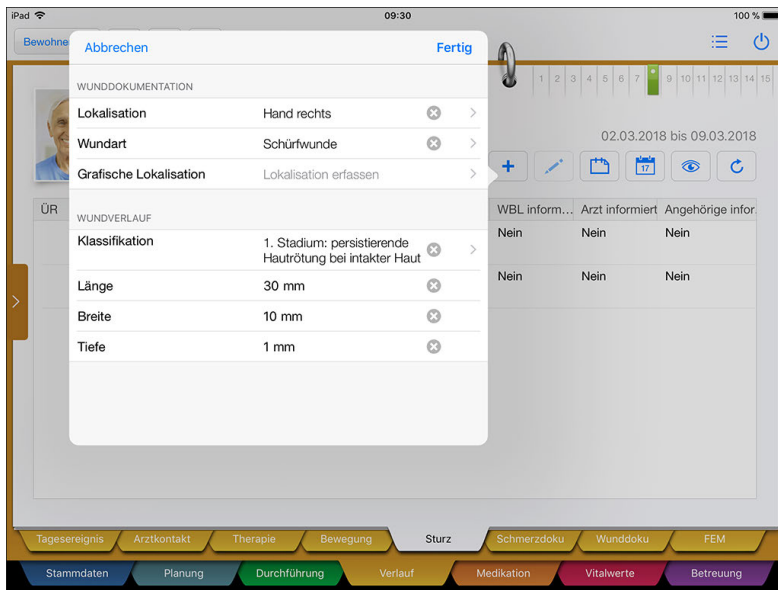 iPad 09:30 100 %
Bewohne
Abbrechen Fertig
WUNDDOKUMENTATION
Lokalisation Hand rechts
Wundart Schürfwunde
Grafische Lokalisation Lokalisation erfassen
WUNDVERLAUF
Klassifikation 1. Stadium: persistierende
Hautrötung bei intakter Haut
Länge 30 mm
Breite 10 mm
Tiefe 1 mm
1 2 3 4 5 6 7 9 10 11 12 13 14 15
02.03.2018 bis 09.03.2018
17
ÜR WBL inform... Arzt informiert Angehörige infor
Nein Nein Nein
Nein Nein Nein
Tagesereignis Arztkontakt Therapie Bewegung Sturz Schmerzdoku Wunddoku FEM
Stammdaten Planung Durchführung Verlauf Medikation Vitalwerte Betreuung